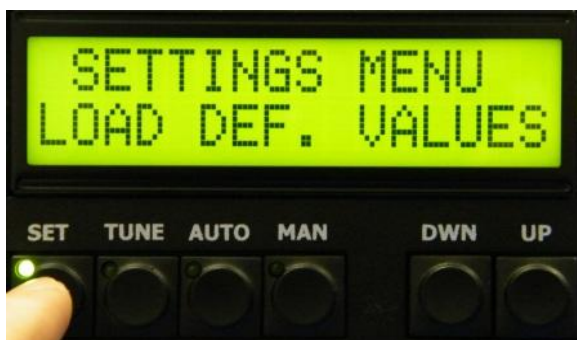 SETTINGS MENU
LOAD DEF. VALUES
SET TUNE AUTO MAN DWN UP